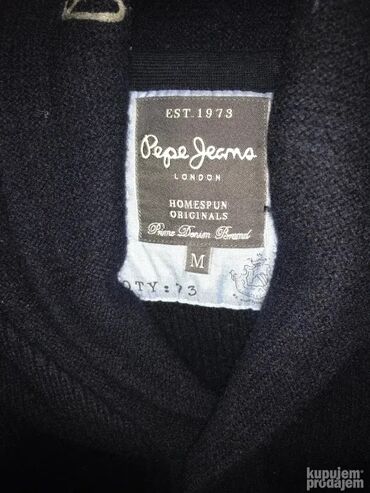 EST. 1973
Pepe Jeans
LONDON
HOMESPUN
ORIGINALS
Prime Denim Brand
M
QTY:73
kupujem
prodajem